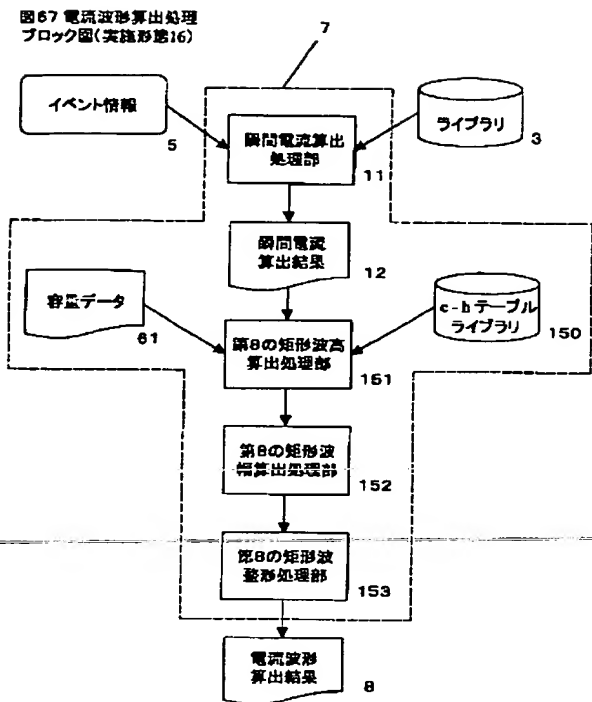 図67 電流波形算出処理
ブロック図(実施形態16)
7
イベント情報
5
瞬間電流算出
処理部
11
ライブラリ
3
瞬間電流
算出結果
12
容量データ
61
c-hテーブル
ライブラリ
150
第8の矩形波高
算出処理部
151
第8の矩形波
幅算出処理部
152
第8の矩形波
整形処理部
153
電流波形
算出結果
8